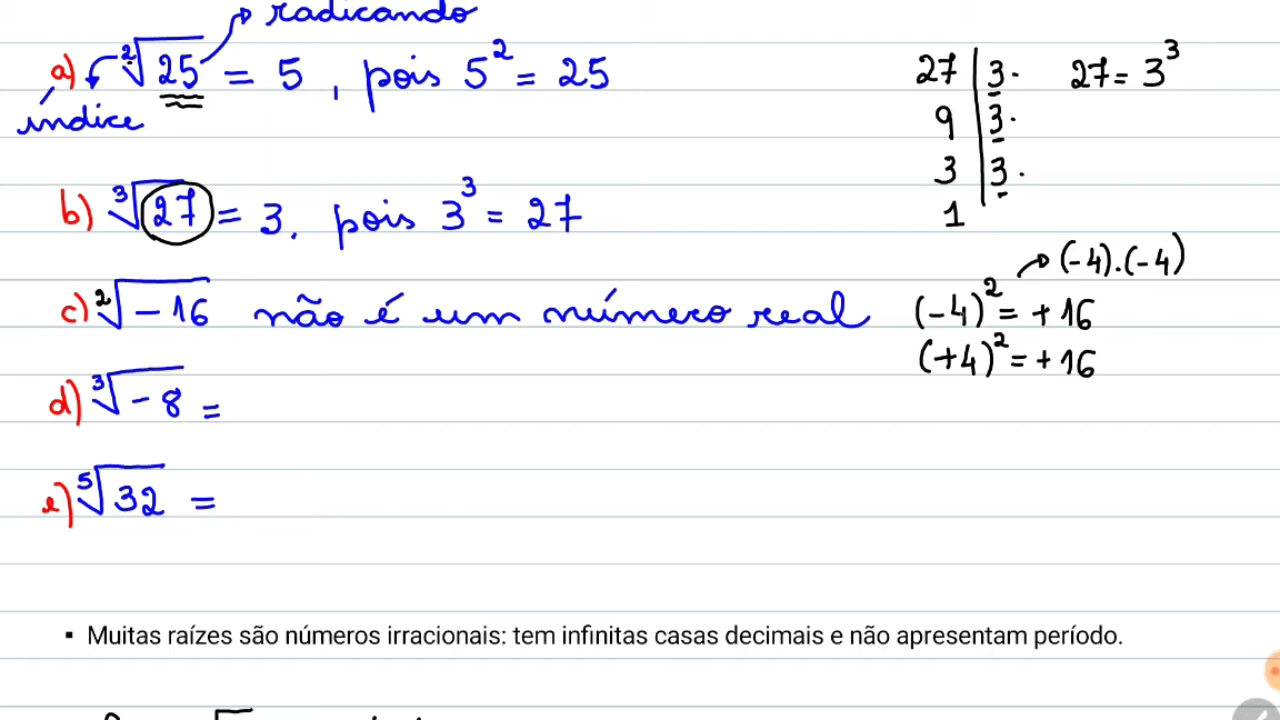 radicando
a) ²√25 = 5 , pois 5² = 25
índice
b) ³√27 = 3 , pois 3³ = 27
c) ²√-16 não é um número real
d) ³√-8 =
e) ⁵√32 =
27 | 3 · 27 = 3³
9 | 3 ·
3 | 3 ·
1
(-4).(-4)
(-4)² = +16
(+4)² = +16
▪ Muitas raízes são números irracionais: tem infinitas casas decimais e não apresentam período.